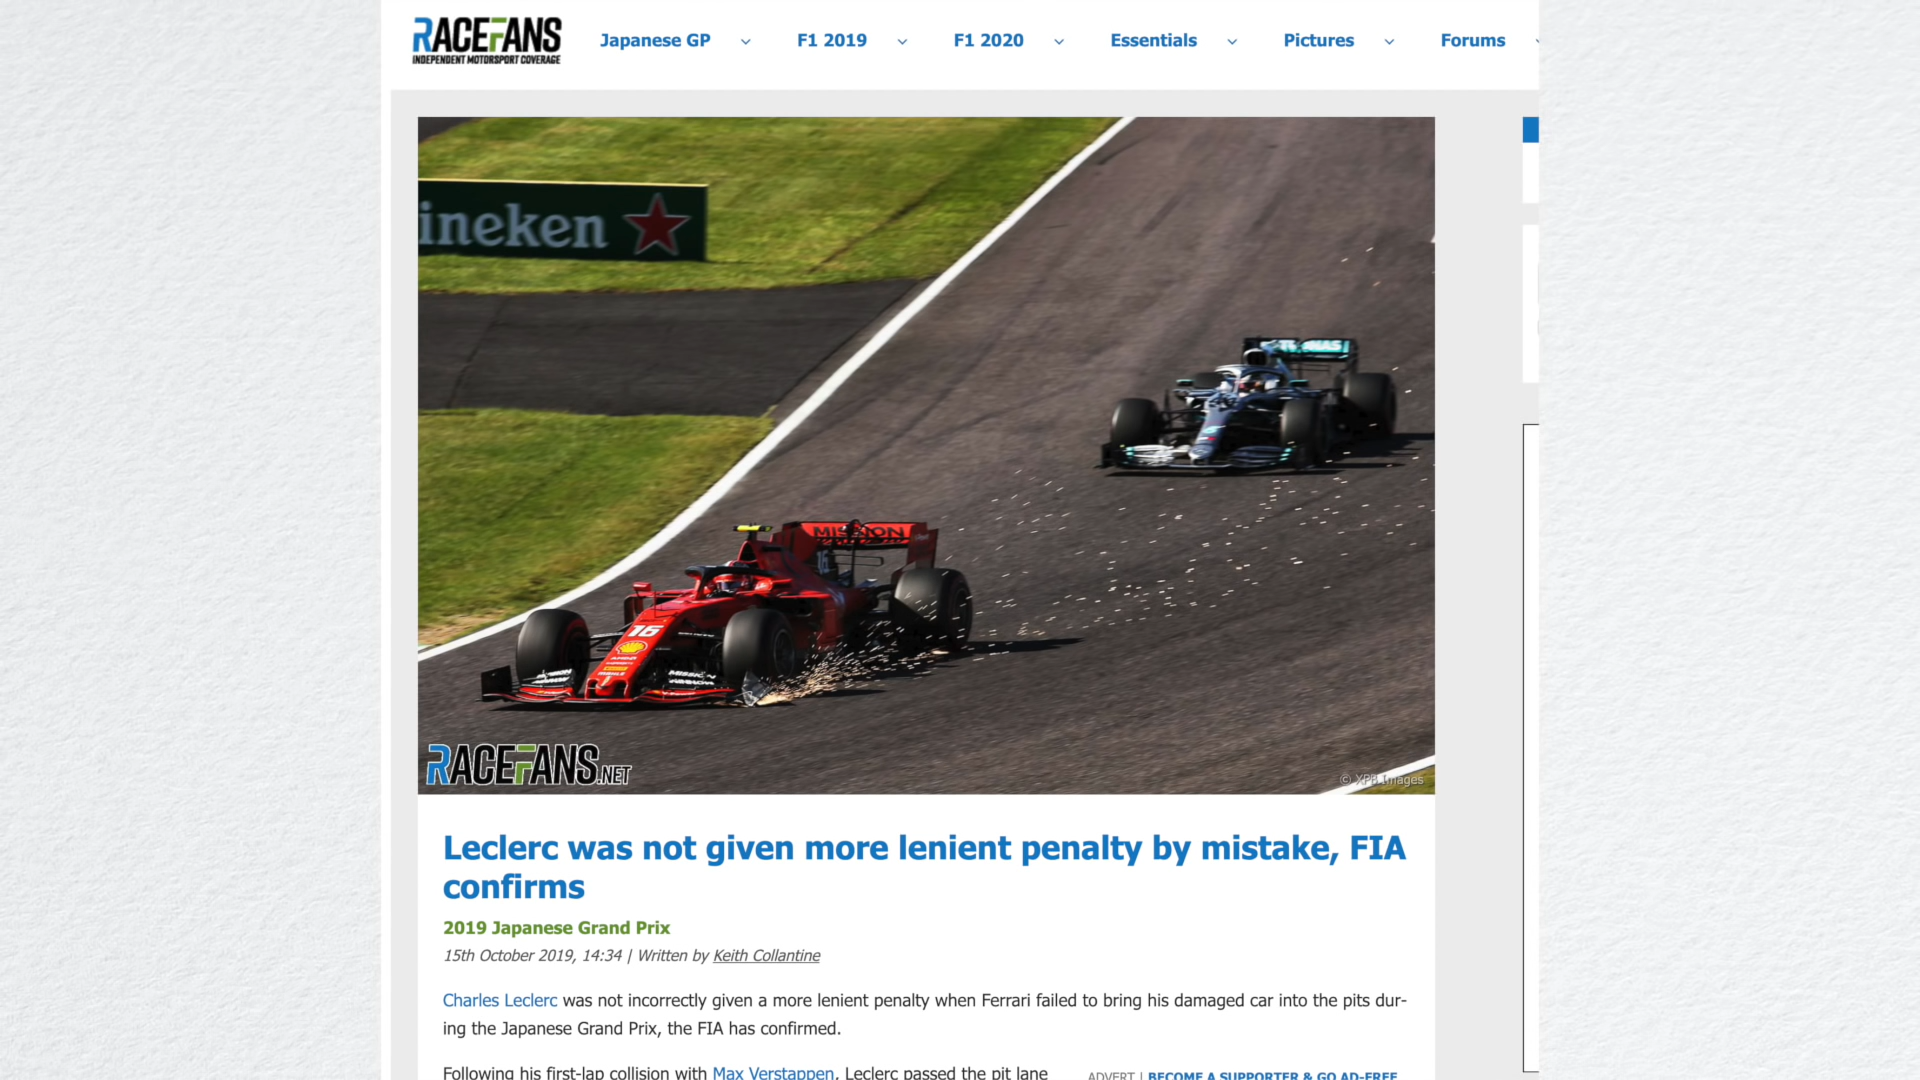 RACEFANS
INDEPENDENT MOTORSPORT COVERAGE
Japanese GP F1 2019 F1 2020 Essentials Pictures Forums
ineken
MISSION
16
RACEFANS.NET
© XPB Images
Leclerc was not given more lenient penalty by mistake, FIA
confirms
2019 Japanese Grand Prix
15th October 2019, 14:34 | Written by Keith Collantine
Charles Leclerc was not incorrectly given a more lenient penalty when Ferrari failed to bring his damaged car into the pits dur-
ing the Japanese Grand Prix, the FIA has confirmed.
Following his first-lap collision with Max Verstappen, Leclerc passed the pit lane
ADVERT | BECOME A SUPPORTER & GO AD-FREE